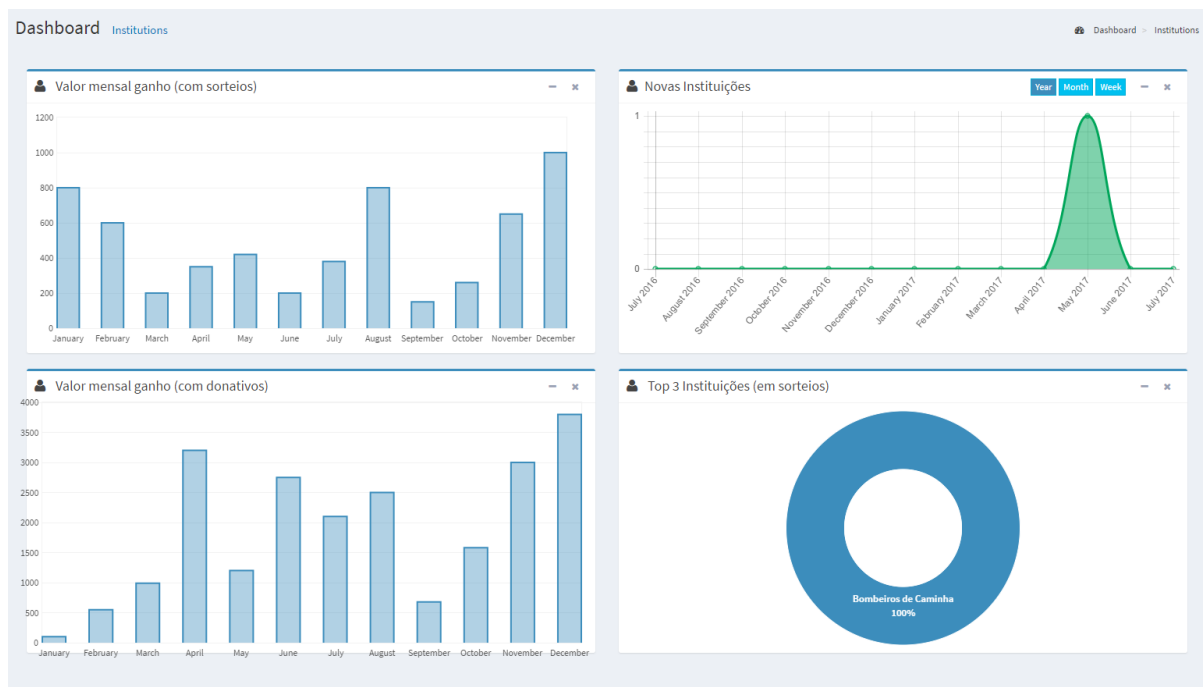 Dashboard Institutions
Dashboard > Institutions
Valor mensal ganho (com sorteios)
1200
1000
800
600
400
200
0
January February March April May June July August September October November December
Novas Instituições
Year Month Week
1
0
July 2016 August 2016 September 2016 October 2016 November 2016 December 2016 January 2017 February 2017 March 2017 April 2017 May 2017 June 2017 July 2017
Valor mensal ganho (com donativos)
4000
3500
3000
2500
2000
1500
1000
500
0
January February March April May June July August September October November December
Top 3 Instituições (em sorteios)
Bombeiros de Caminha
100%